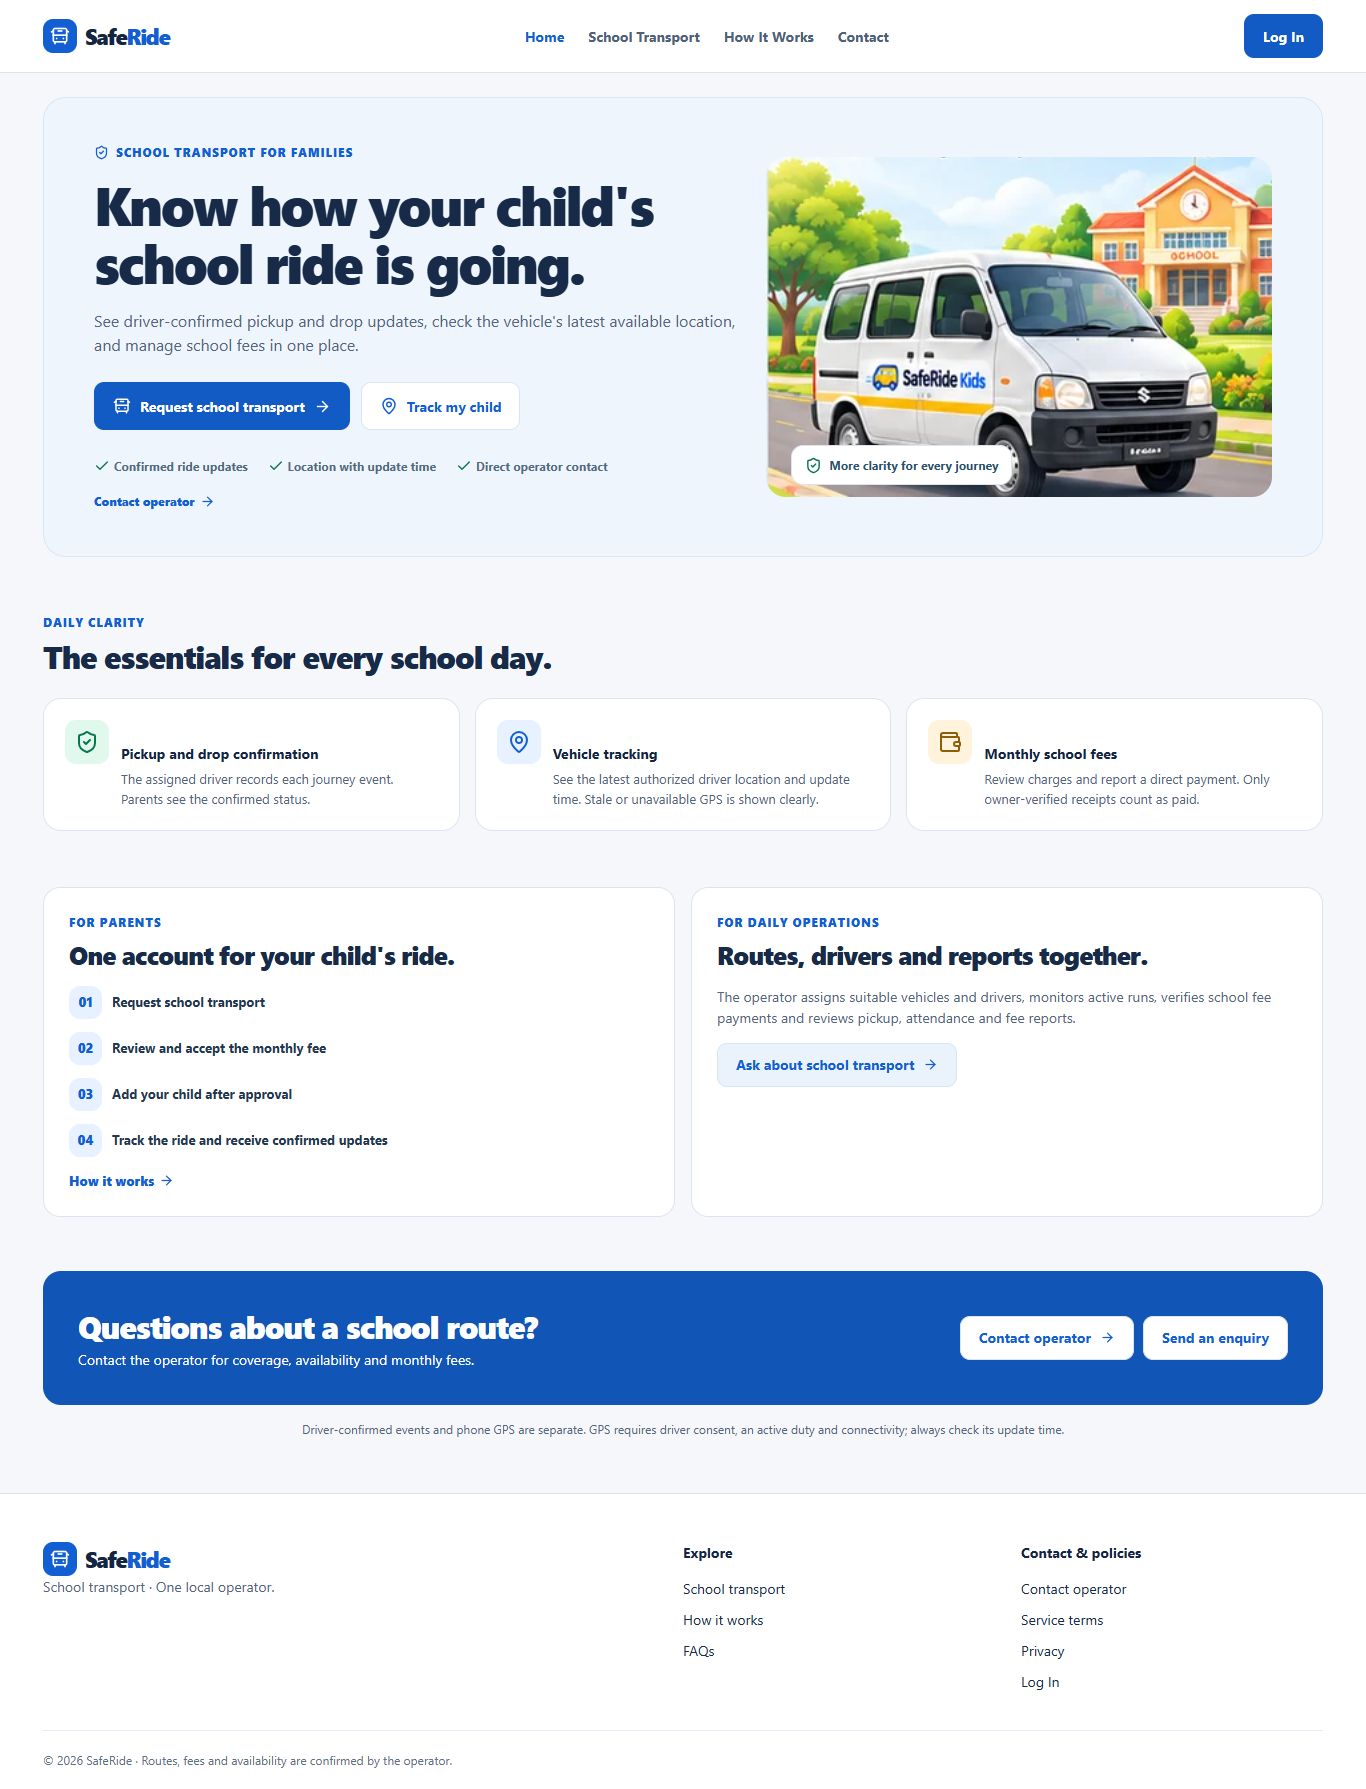 SafeRide
Home
School Transport
How It Works
Contact
Log In
SCHOOL TRANSPORT FOR FAMILIES
Know how your child's
school ride is going.
See driver-confirmed pickup and drop updates, check the vehicle's latest available location,
and manage school fees in one place.
Request school transport
Track my child
Confirmed ride updates
Location with update time
Direct operator contact
Contact operator
SCHOOL
SafeRide Kids
More clarity for every journey
DAILY CLARITY
The essentials for every school day.
Pickup and drop confirmation
The assigned driver records each journey event.
Parents see the confirmed status.
Vehicle tracking
See the latest authorized driver location and update
time. Stale or unavailable GPS is shown clearly.
Monthly school fees
Review charges and report a direct payment. Only
owner-verified receipts count as paid.
FOR PARENTS
One account for your child's ride.
01 Request school transport
02 Review and accept the monthly fee
03 Add your child after approval
04 Track the ride and receive confirmed updates
How it works
FOR DAILY OPERATIONS
Routes, drivers and reports together.
The operator assigns suitable vehicles and drivers, monitors active runs, verifies school fee
payments and reviews pickup, attendance and fee reports.
Ask about school transport
Questions about a school route?
Contact the operator for coverage, availability and monthly fees.
Contact operator
Send an enquiry
Driver-confirmed events and phone GPS are separate. GPS requires driver consent, an active duty and connectivity; always check its update time.
SafeRide
School transport · One local operator.
Explore
School transport
How it works
FAQs
Contact & policies
Contact operator
Service terms
Privacy
Log In
© 2026 SafeRide · Routes, fees and availability are confirmed by the operator.